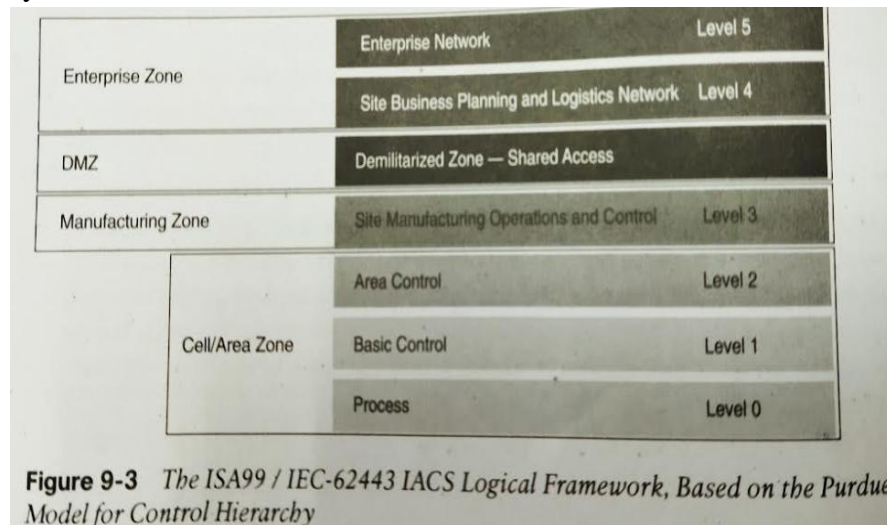 Enterprise Network Level 5
Enterprise Zone
Site Business Planning and Logistics Network Level 4
DMZ Demilitarized Zone — Shared Access
Manufacturing Zone Site Manufacturing Operations and Control Level 3
Area Control Level 2
Cell/Area Zone Basic Control Level 1
Process Level 0
Figure 9-3 The ISA99 / IEC-62443 IACS Logical Framework, Based on the Purdue
Model for Control Hierarchy